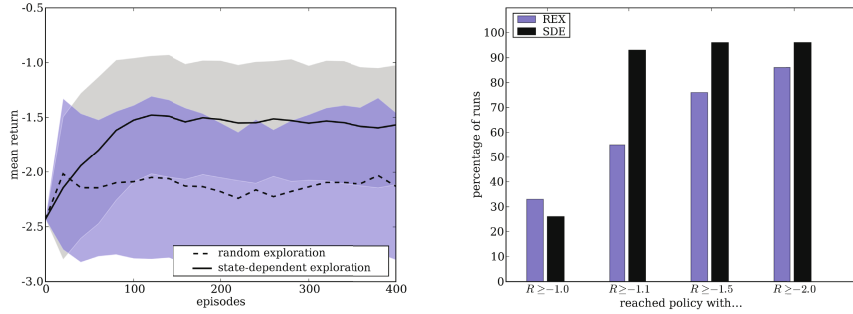 -0.5
-1.0
-1.5
-2.0
-2.5
-3.0
mean return
0 100 200 300 400
episodes
random exploration
state-dependent exploration
100
90
80
70
60
50
40
30
20
10
0
percentage of runs
REX
SDE
R ≥−1.0 R ≥−1.1 R ≥−1.5 R ≥−2.0
reached policy with...